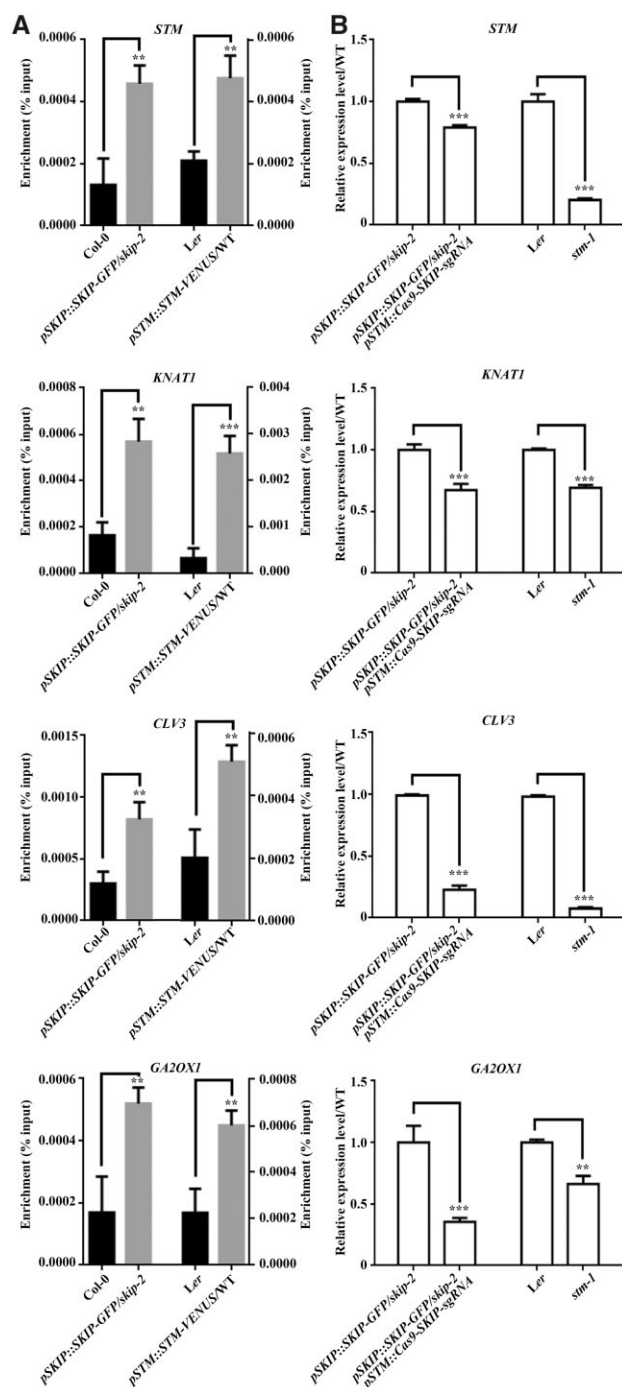 A
STM
Enrichment (% input)
0.0006
0.0004
0.0002
0.0000
**
**
0.0006
0.0004
0.0002
0.0000
Enrichment (% input)
Col-0
pSKIP::SKIP-GFP/skip-2
Ler
pSTM::STM-VENUS/WT
B
STM
Relative expression level/WT
1.5
1.0
0.5
0.0
***
***
pSKIP::SKIP-GFP/skip-2
pSKIP::SKIP-GFP/skip-2
pSTM::Cas9-SKIP-sgRNA
Ler
stm-1
KNAT1
Enrichment (% input)
0.0008
0.0006
0.0004
0.0002
0.0000
**
***
0.004
0.003
0.002
0.001
0.000
Enrichment (% input)
Col-0
pSKIP::SKIP-GFP/skip-2
Ler
pSTM::STM-VENUS/WT
KNAT1
Relative expression level/WT
1.5
1.0
0.5
0.0
***
***
pSKIP::SKIP-GFP/skip-2
pSKIP::SKIP-GFP/skip-2
pSTM::Cas9-SKIP-sgRNA
Ler
stm-1
CLV3
Enrichment (% input)
0.0015
0.0010
0.0005
0.0000
**
**
0.0006
0.0004
0.0002
0.0000
Enrichment (% input)
Col-0
pSKIP::SKIP-GFP/skip-2
Ler
pSTM::STM-VENUS/WT
CLV3
Relative expression level/WT
1.5
1.0
0.5
0.0
***
***
pSKIP::SKIP-GFP/skip-2
pSKIP::SKIP-GFP/skip-2
pSTM::Cas9-SKIP-sgRNA
Ler
stm-1
GA2OX1
Enrichment (% input)
0.0006
0.0004
0.0002
0.0000
**
**
0.0008
0.0006
0.0004
0.0002
0.0000
Enrichment (% input)
Col-0
pSKIP::SKIP-GFP/skip-2
Ler
pSTM::STM-VENUS/WT
GA2OX1
Relative expression level/WT
1.5
1.0
0.5
0.0
***
**
pSKIP::SKIP-GFP/skip-2
pSKIP::SKIP-GFP/skip-2
pSTM::Cas9-SKIP-sgRNA
Ler
stm-1